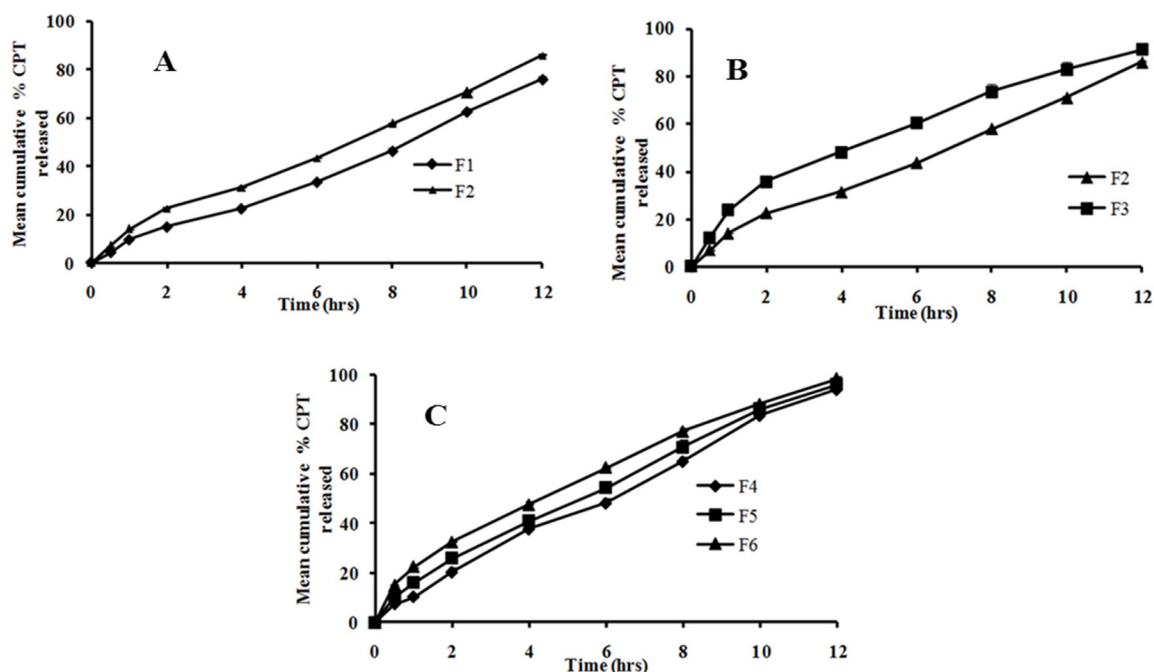 A
Mean cumulative % CPT
released
100
80
60
40
20
0
F1
F2
0 2 4 6 8 10 12
Time (hrs)
B
Mean cumulative % CPT
released
100
80
60
40
20
0
F2
F3
0 2 4 6 8 10 12
Time (hrs)
C
Mean cumulative % CPT
released
100
80
60
40
20
0
F4
F5
F6
0 2 4 6 8 10 12
Time (hrs)